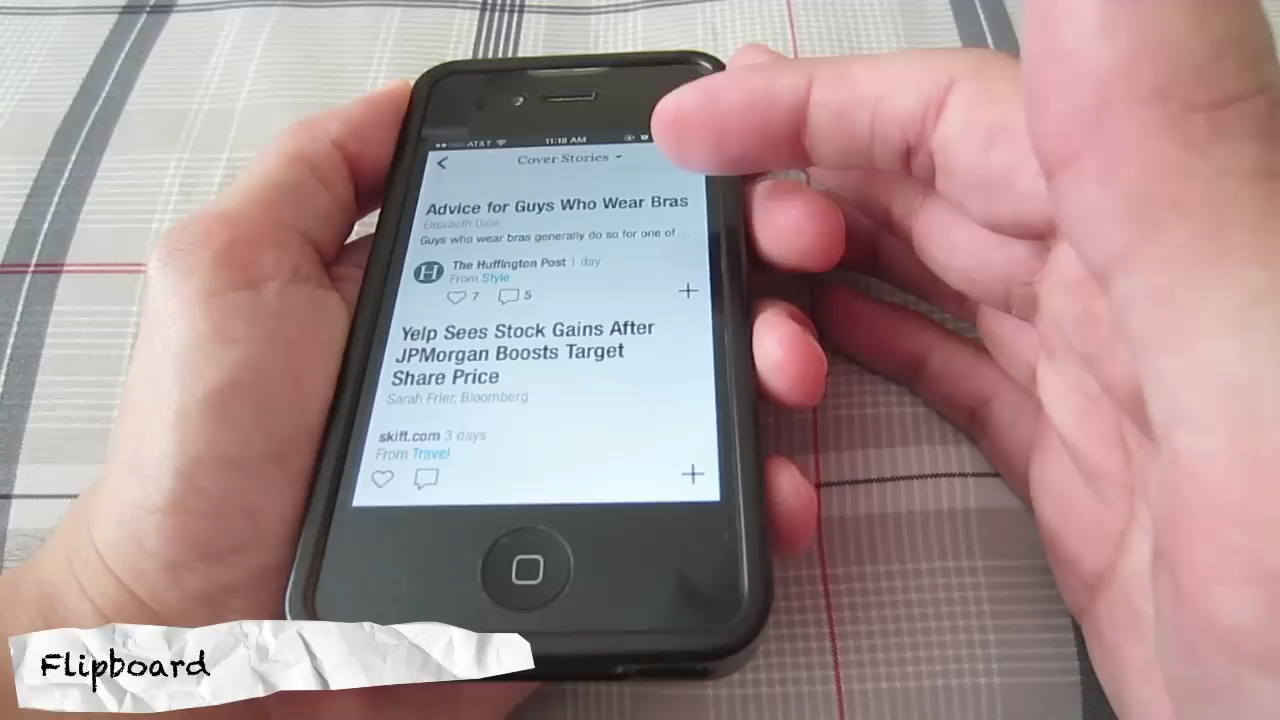 AT&T 11:18 AM
Cover Stories
Advice for Guys Who Wear Bras
Elisabeth Dale
Guys who wear bras generally do so for one of...
H The Huffington Post 1 day
From Style
7 5
Yelp Sees Stock Gains After
JPMorgan Boosts Target
Share Price
Sarah Frier, Bloomberg
skift.com 3 days
From Travel
Flipboard